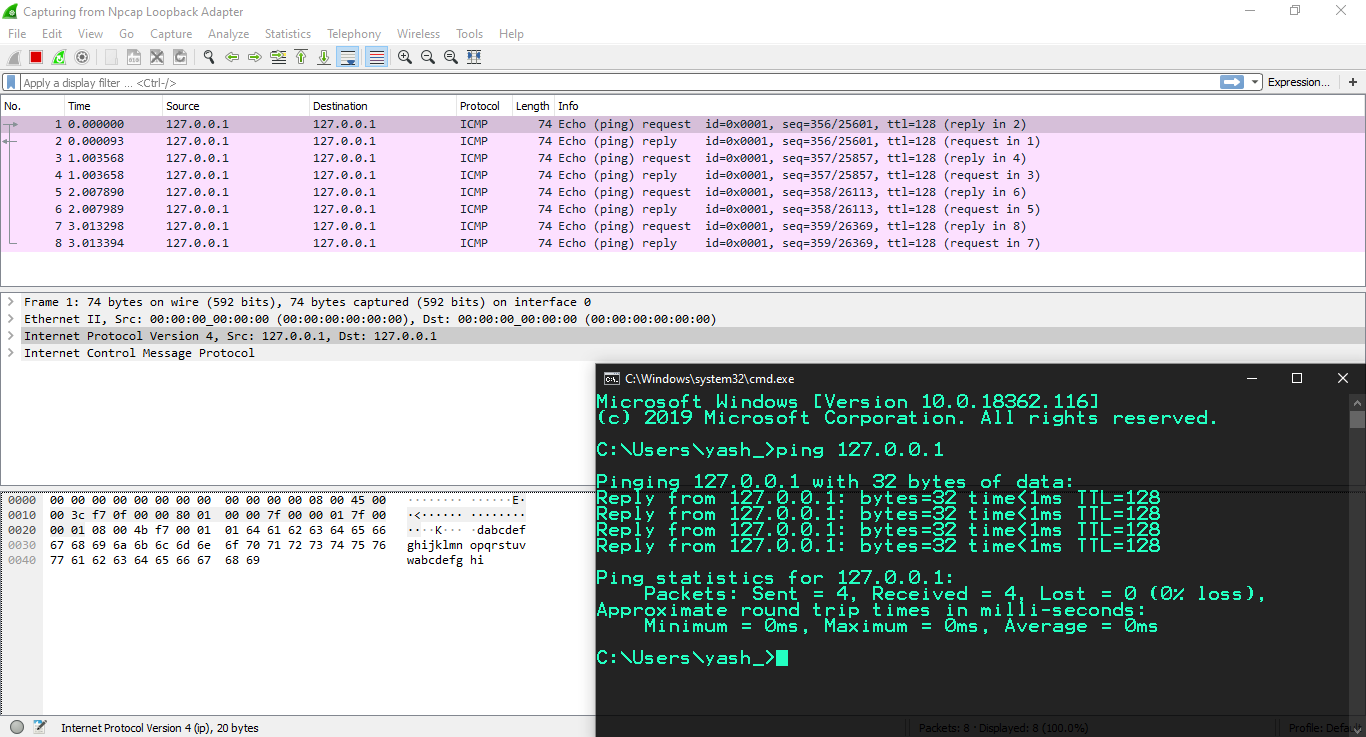 Capturing from Npcap Loopback Adapter
File Edit View Go Capture Analyze Statistics Telephony Wireless Tools Help
Apply a display filter ... <Ctrl-/> Expression... +
No. Time Source Destination Protocol Length Info
1 0.000000 127.0.0.1 127.0.0.1 ICMP 74 Echo (ping) request id=0x0001, seq=356/25601, ttl=128 (reply in 2)
2 0.000093 127.0.0.1 127.0.0.1 ICMP 74 Echo (ping) reply id=0x0001, seq=356/25601, ttl=128 (request in 1)
3 1.003568 127.0.0.1 127.0.0.1 ICMP 74 Echo (ping) request id=0x0001, seq=357/25857, ttl=128 (reply in 4)
4 1.003658 127.0.0.1 127.0.0.1 ICMP 74 Echo (ping) reply id=0x0001, seq=357/25857, ttl=128 (request in 3)
5 2.007890 127.0.0.1 127.0.0.1 ICMP 74 Echo (ping) request id=0x0001, seq=358/26113, ttl=128 (reply in 6)
6 2.007989 127.0.0.1 127.0.0.1 ICMP 74 Echo (ping) reply id=0x0001, seq=358/26113, ttl=128 (request in 5)
7 3.013298 127.0.0.1 127.0.0.1 ICMP 74 Echo (ping) request id=0x0001, seq=359/26369, ttl=128 (reply in 8)
8 3.013394 127.0.0.1 127.0.0.1 ICMP 74 Echo (ping) reply id=0x0001, seq=359/26369, ttl=128 (request in 7)
Frame 1: 74 bytes on wire (592 bits), 74 bytes captured (592 bits) on interface 0
Ethernet II, Src: 00:00:00_00:00:00 (00:00:00:00:00:00), Dst: 00:00:00_00:00:00 (00:00:00:00:00:00)
Internet Protocol Version 4, Src: 127.0.0.1, Dst: 127.0.0.1
Internet Control Message Protocol
0000 00 00 00 00 00 00 00 00 00 00 00 00 08 00 45 00 ········ ······E·
0010 00 3c f7 0f 00 00 80 01 00 00 7f 00 00 01 7f 00 ·<······ ········
0020 00 01 08 00 4b f7 00 01 01 64 61 62 63 64 65 66 ····K··· ·dabcdef
0030 67 68 69 6a 6b 6c 6d 6e 6f 70 71 72 73 74 75 76 ghijklmn opqrstuv
0040 77 61 62 63 64 65 66 67 68 69 wabcdefg hi
C:\Windows\system32\cmd.exe
Microsoft Windows [Version 10.0.18362.116]
(c) 2019 Microsoft Corporation. All rights reserved.
C:\Users\yash_>ping 127.0.0.1
Pinging 127.0.0.1 with 32 bytes of data:
Reply from 127.0.0.1: bytes=32 time<1ms TTL=128
Reply from 127.0.0.1: bytes=32 time<1ms TTL=128
Reply from 127.0.0.1: bytes=32 time<1ms TTL=128
Reply from 127.0.0.1: bytes=32 time<1ms TTL=128
Ping statistics for 127.0.0.1:
Packets: Sent = 4, Received = 4, Lost = 0 (0% loss),
Approximate round trip times in milli-seconds:
Minimum = 0ms, Maximum = 0ms, Average = 0ms
C:\Users\yash_>
Internet Protocol Version 4 (ip), 20 bytes Packets: 8 · Displayed: 8 (100.0%) Profile: Default